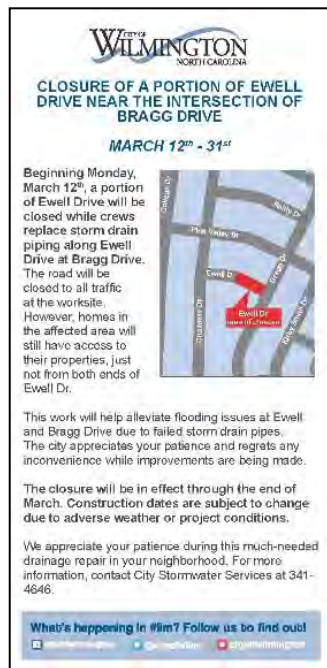 CITY OF
WILMINGTON
NORTH CAROLINA
CLOSURE OF A PORTION OF EWELL
DRIVE NEAR THE INTERSECTION OF
BRAGG DRIVE
MARCH 12th - 31st
Beginning Monday,
March 12th, a portion
of Ewell Drive will be
closed while crews
replace storm drain
piping along Ewell
Drive at Bragg Drive.
The road will be
closed to all traffic
at the worksite.
However, homes in
the affected area will
still have access to
their properties, just
not from both ends of
Ewell Dr.
Pine Valley Dr
Ewell D
Bragg Dr
Ewell Dr
This work will help alleviate flooding issues at Ewell
and Bragg Drive due to failed storm drain pipes.
The city appreciates your patience and regrets any
inconvenience while improvements are being made.
The closure will be in effect through the end of
March. Construction dates are subject to change
due to adverse weather or project conditions.
We appreciate your patience during this much-needed
drainage repair in your neighborhood. For more
information, contact City Stormwater Services at 341-
4646.
What's happening in #ilm? Follow us to find out!